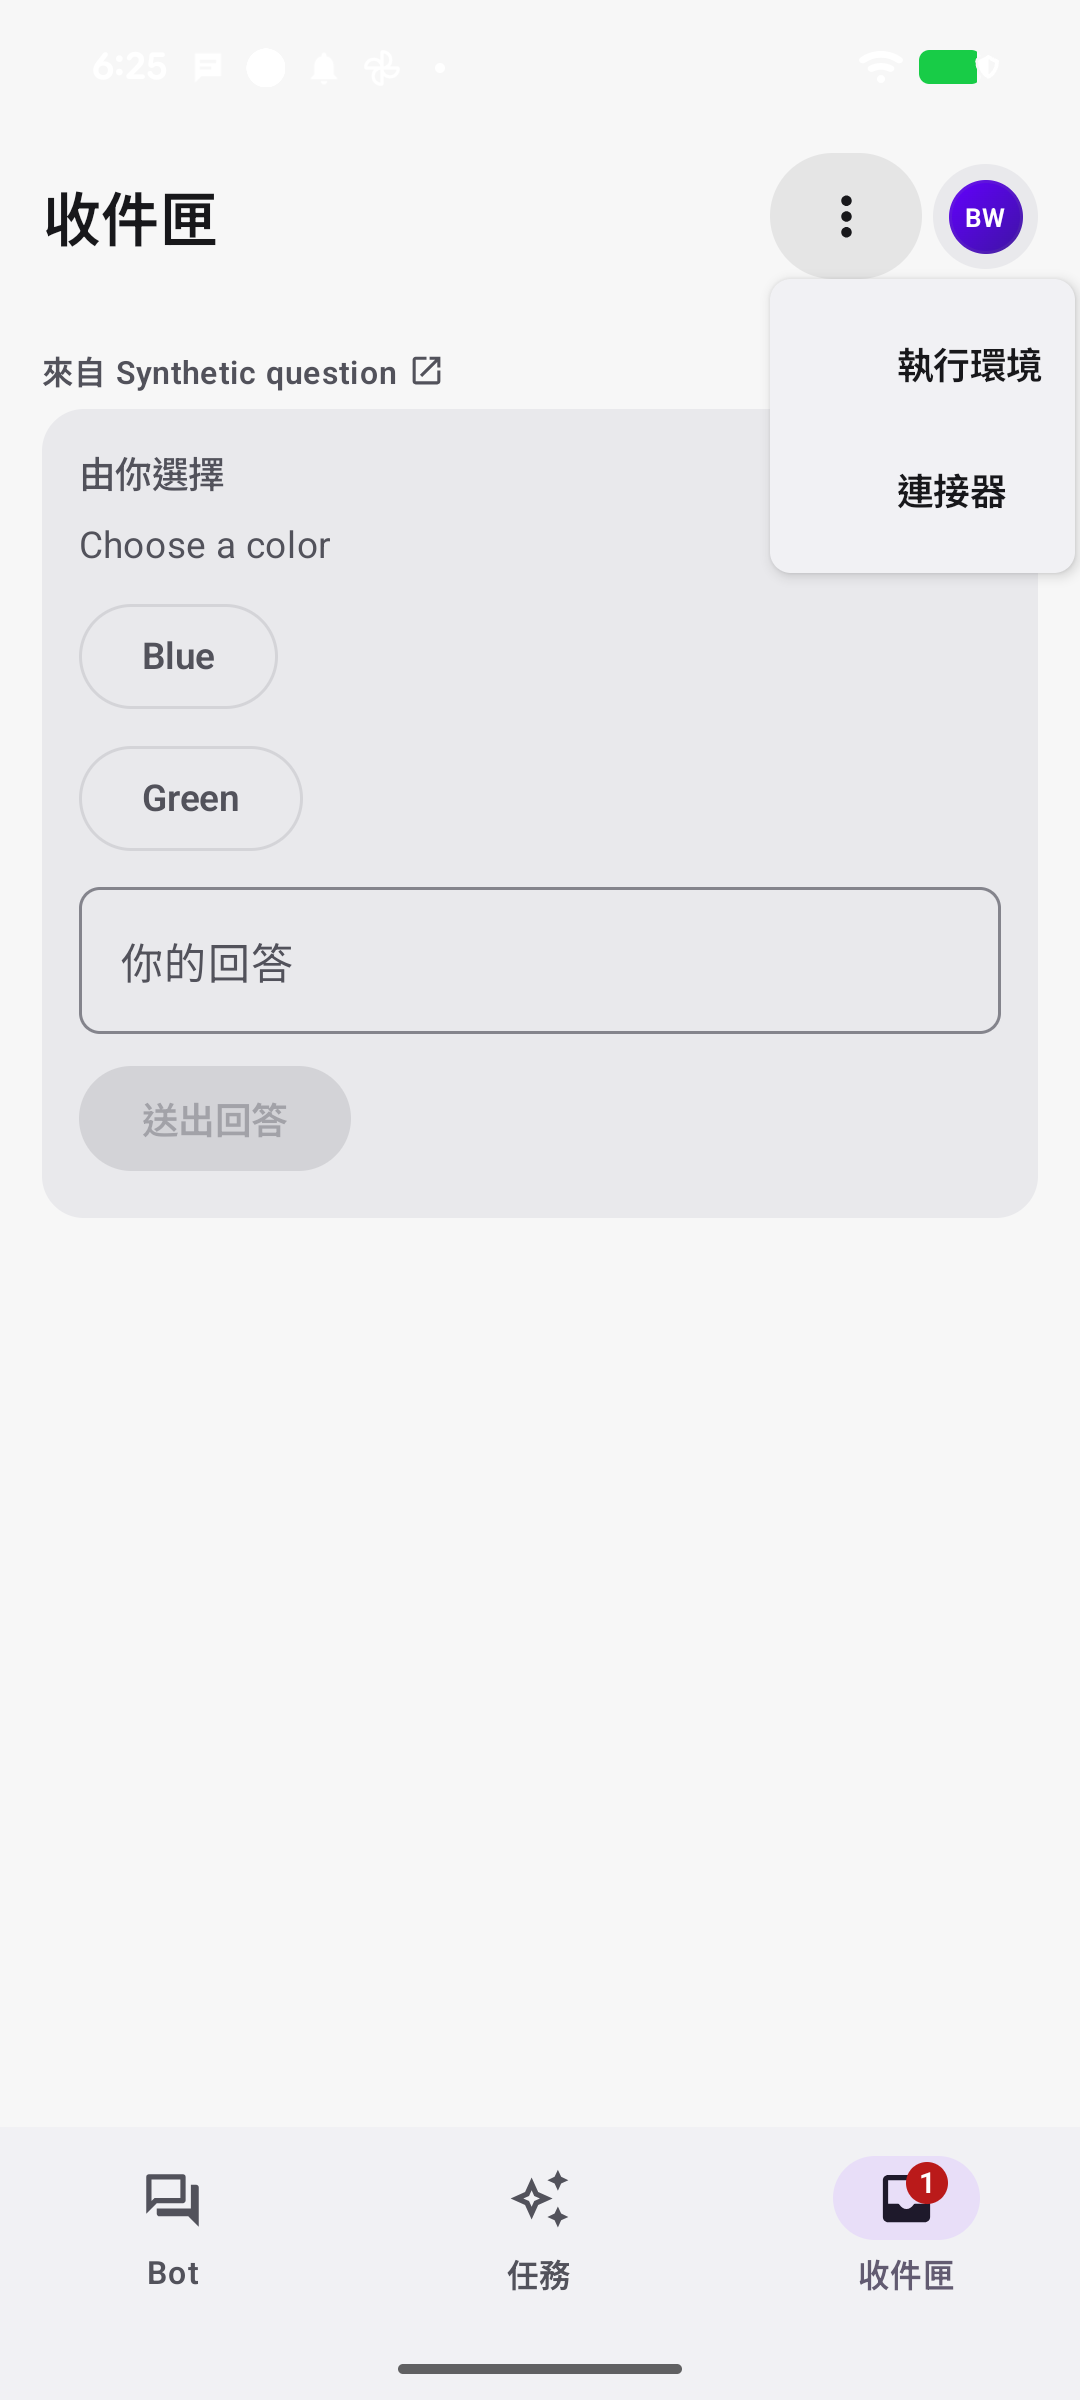 6:25
收件匣
BW
執行環境
連接器
來自 Synthetic question
由你選擇
Choose a color
Blue
Green
你的回答
送出回答
1
Bot
任務
收件匣